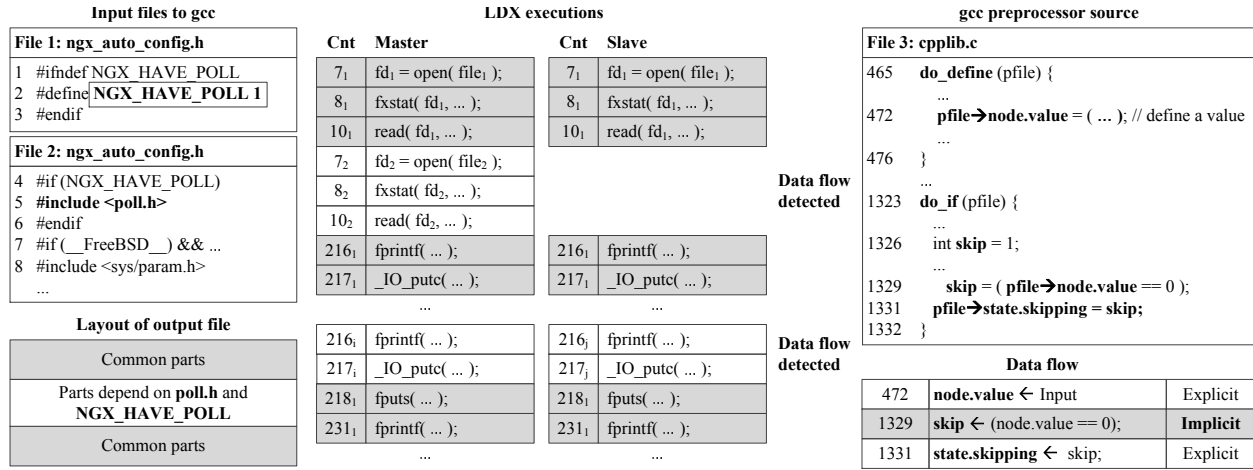 Input files to gcc
File 1: ngx_auto_config.h
1 #ifndef NGX_HAVE_POLL
2 #define NGX_HAVE_POLL 1
3 #endif
File 2: ngx_auto_config.h
4 #if (NGX_HAVE_POLL)
5 #include <poll.h>
6 #endif
7 #if (__FreeBSD__) && ...
8 #include <sys/param.h>
...
Layout of output file
Common parts
Parts depend on poll.h and
NGX_HAVE_POLL
Common parts
LDX executions
Cnt Master Cnt Slave
7₁ fd₁ = open( file₁ ); 7₁ fd₁ = open( file₁ );
8₁ fxstat( fd₁, ... ); 8₁ fxstat( fd₁, ... );
10₁ read( fd₁, ... ); 10₁ read( fd₁, ... );
7₂ fd₂ = open( file₂ );
8₂ fxstat( fd₂, ... );
10₂ read( fd₂, ... );
Data flow
detected
216₁ fprintf( ... ); 216₁ fprintf( ... );
217₁ _IO_putc( ... ); 217₁ _IO_putc( ... );
... ...
216ᵢ fprintf( ... ); 216ⱼ fprintf( ... );
217ᵢ _IO_putc( ... ); 217ⱼ _IO_putc( ... );
Data flow
detected
218₁ fputs( ... ); 218₁ fputs( ... );
231₁ fprintf( ... ); 231₁ fprintf( ... );
... ...
gcc preprocessor source
File 3: cpplib.c
465 do_define (pfile) {
...
472 pfile➔node.value = ( ... ); // define a value
...
476 }
...
1323 do_if (pfile) {
...
1326 int skip = 1;
...
1329 skip = ( pfile➔node.value == 0 );
1331 pfile➔state.skipping = skip;
1332 }
Data flow
472 node.value ← Input Explicit
1329 skip ← (node.value == 0); Implicit
1331 state.skipping ← skip; Explicit